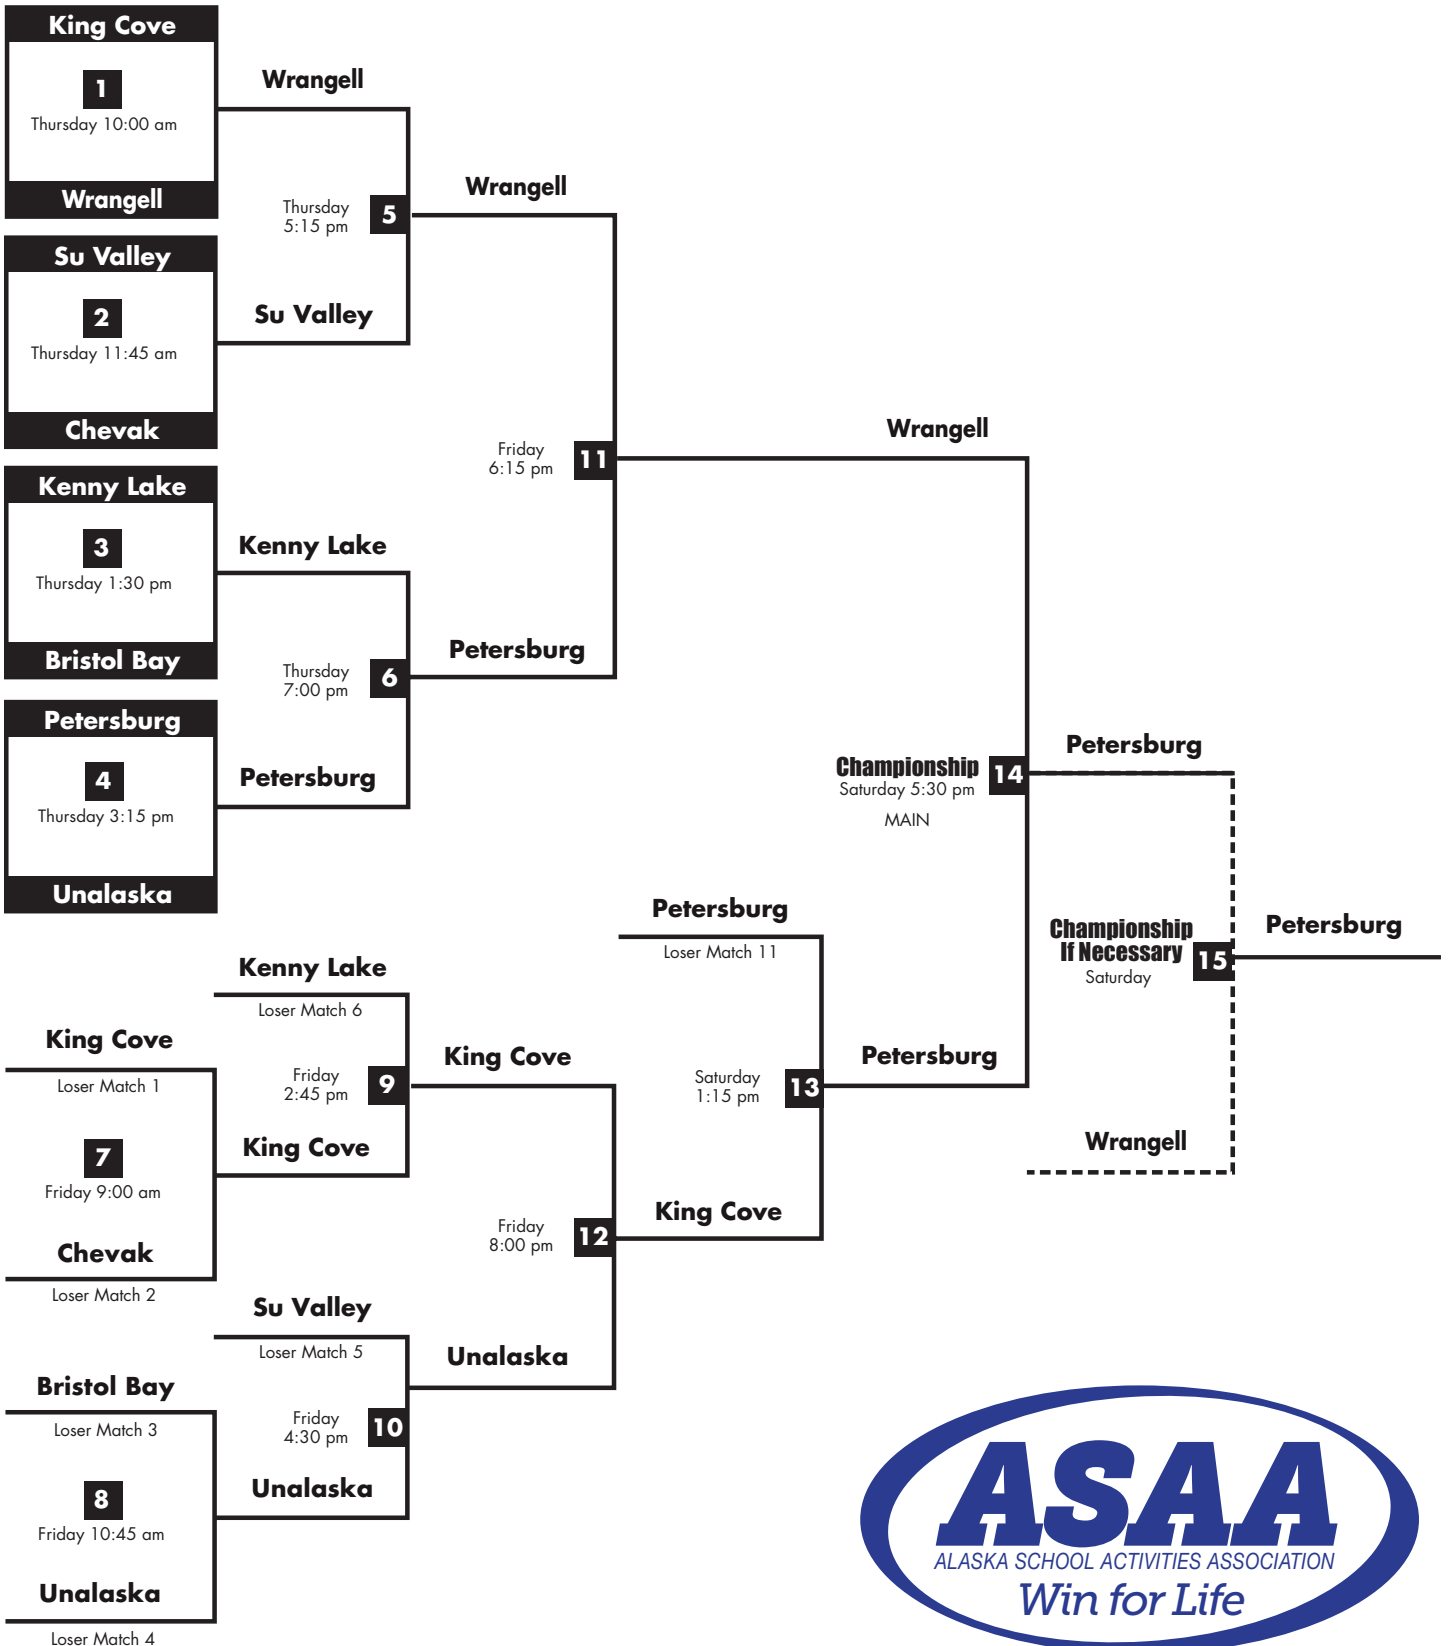 King Cove
1
Thursday 10:00 am
Wrangell
Su Valley
2
Thursday 11:45 am
Chevak
Kenny Lake
3
Thursday 1:30 pm
Bristol Bay
Petersburg
4
Thursday 3:15 pm
Unalaska
Wrangell
Thursday
5:15 pm
5
Su Valley
Kenny Lake
Thursday
7:00 pm
6
Petersburg
Wrangell
Friday
6:15 pm
11
Petersburg
Wrangell
Championship
Saturday 5:30 pm
MAIN
14
Petersburg
Championship
If Necessary
Saturday
15
Petersburg
Wrangell
King Cove
Loser Match 1
7
Friday 9:00 am
Chevak
Loser Match 2
Bristol Bay
Loser Match 3
8
Friday 10:45 am
Unalaska
Loser Match 4
Kenny Lake
Loser Match 6
Friday
2:45 pm
9
King Cove
Su Valley
Loser Match 5
Friday
4:30 pm
10
Unalaska
King Cove
Friday
8:00 pm
12
Unalaska
Petersburg
Loser Match 11
Saturday
1:15 pm
13
King Cove
Petersburg
ASAA
ALASKA SCHOOL ACTIVITIES ASSOCIATION
Win for Life